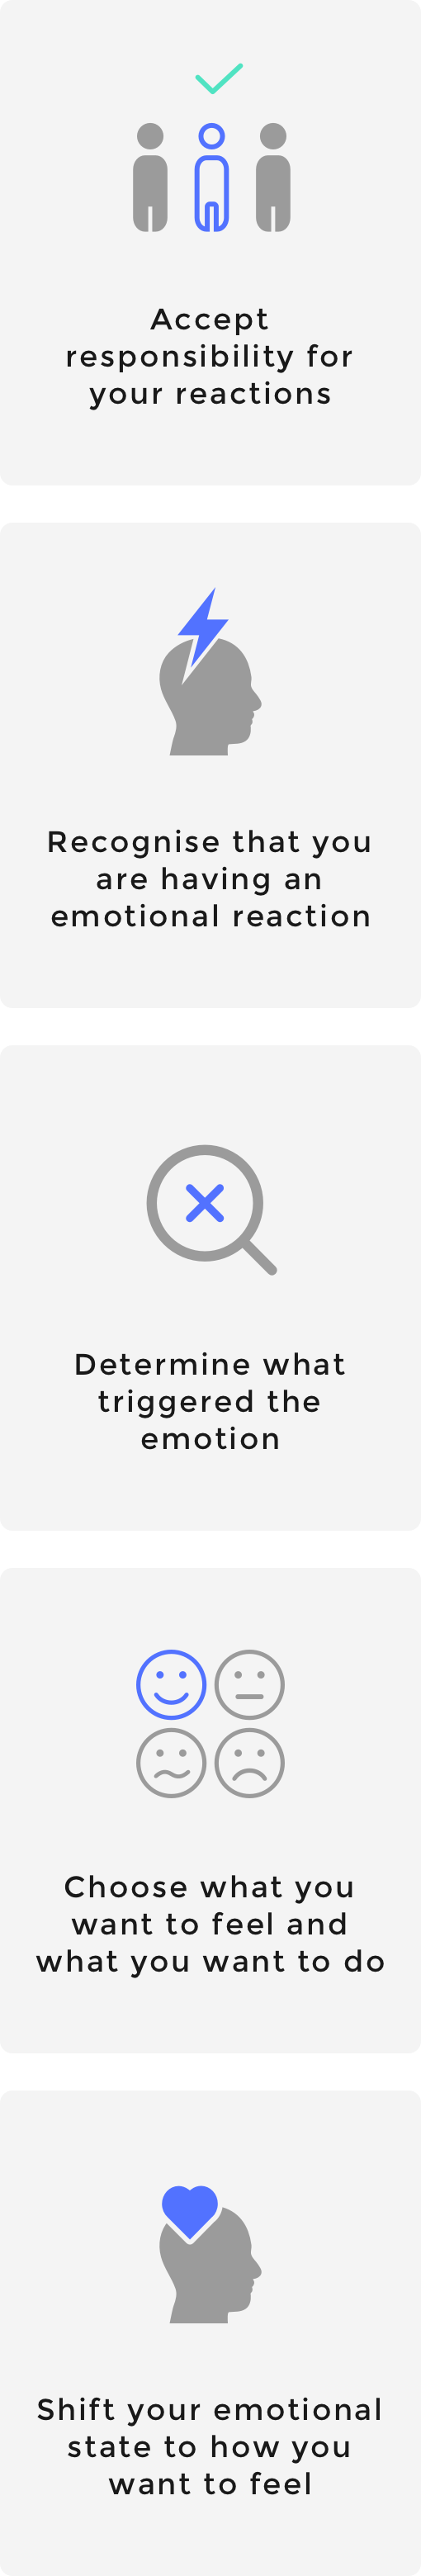 Accept
responsibility for
your reactions
Recognise that you
are having an
emotional reaction
Determine what
triggered the
emotion
Choose what you
want to feel and
what you want to do
Shift your emotional
state to how you
want to feel